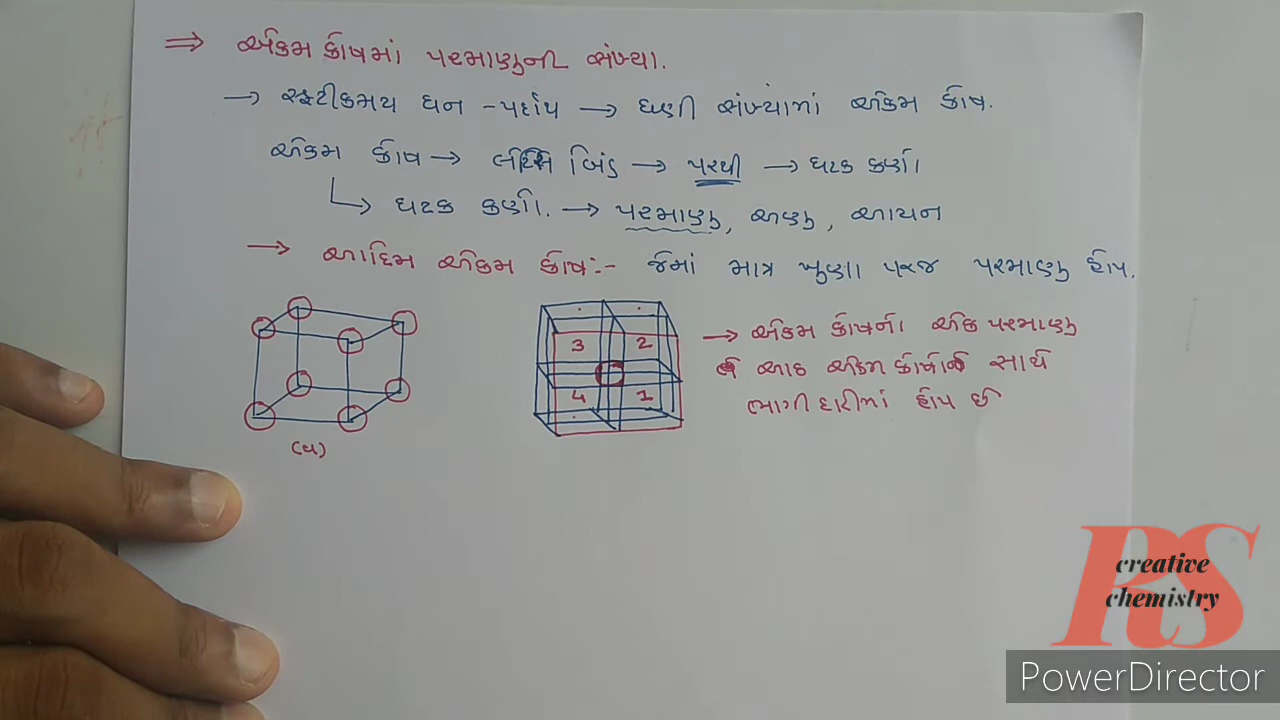 ⇒ એકમ કોષમાં પરમાણુની સંખ્યા.
→ સ્ફટીકમય ઘન - પદાર્થ → ઘણી સંખ્યામાં એકમ કોષ.
એકમ કોષ → લેટિસ બિંદુ → પરથી → ઘટક કણો
↳ ઘટક કણો. → પરમાણુ, અણુ, આયન
→ આદિમ એકમ કોષ:- જેમાં માત્ર ખુણા પરજ પરમાણુ હોય.
3 2
4 1
(a)
→ એકમ કોષનો એક પરમાણુ
આઠ એકમ કોષો સાથે
ભાગીદારીમાં હોય છે
RS
creative
chemistry
PowerDirector